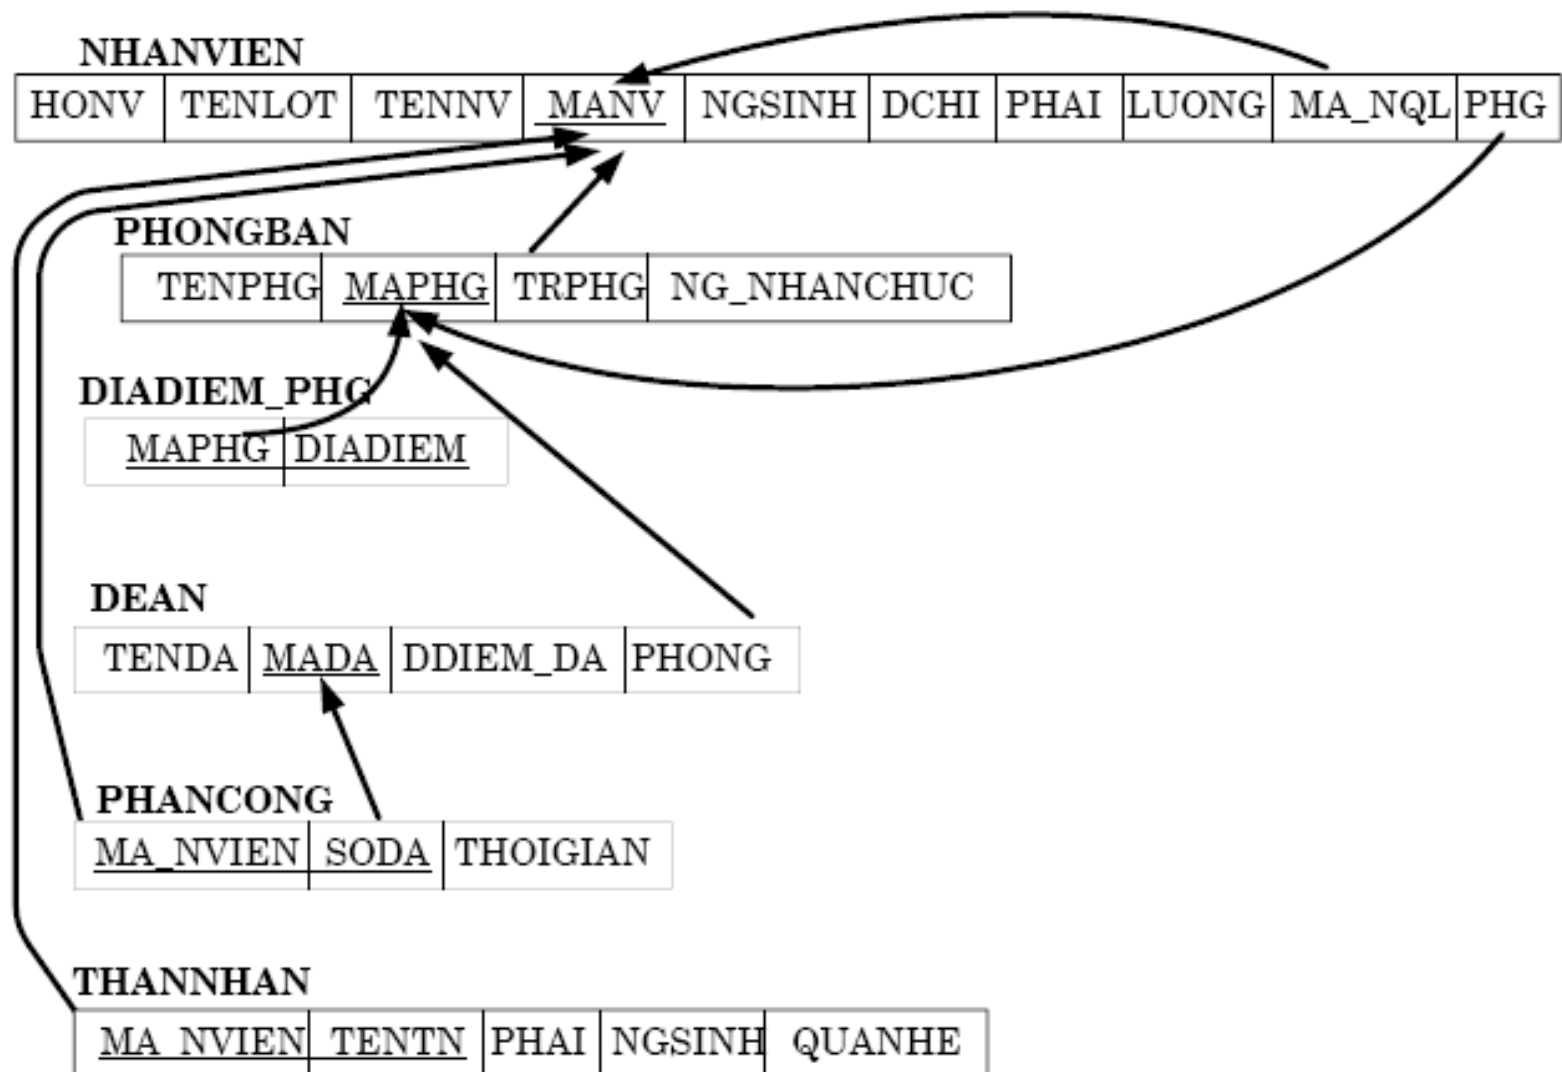 NHANVIEN
HONV TENLOT TENNV MANV NGSINH DCHI PHAI LUONG MA_NQL PHG
PHONGBAN
TENPHG MAPHG TRPHG NG_NHANCHUC
DIADIEM_PHG
MAPHG DIADIEM
DEAN
TENDA MADA DDIEM_DA PHONG
PHANCONG
MA_NVIEN SODA THOIGIAN
THANNHAN
MA_NVIEN TENTN PHAI NGSINH QUANHE